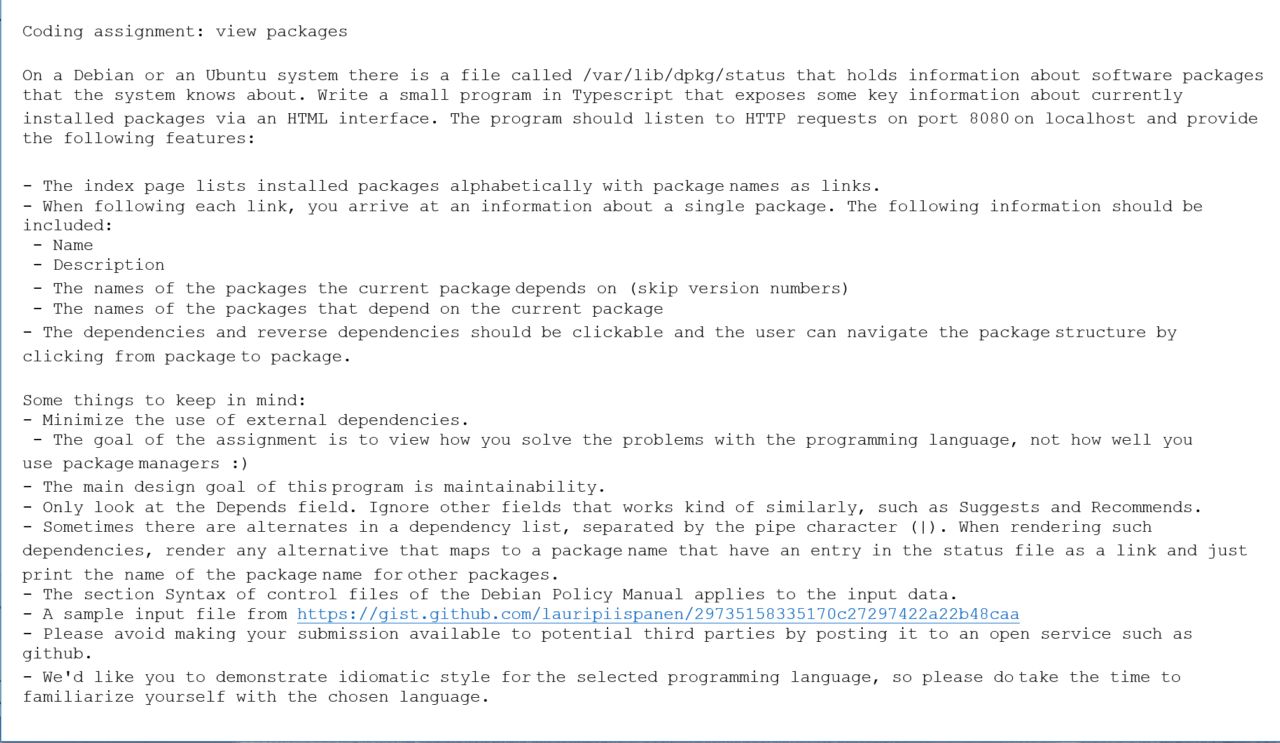 Coding assignment: view packages
On a Debian or an Ubuntu system there is a file called /var/lib/dpkg/status that holds information about software packages
that the system knows about. Write a small program in Typescript that exposes some key information about currently
installed packages via an HTML interface. The program should listen to HTTP requests on port 8080 on localhost and provide
the following features:
- The index page lists installed packages alphabetically with package names as links.
- When following each link, you arrive at an information about a single package. The following information should be
included:
- Name
- Description
- The names of the packages the current package depends on (skip version numbers)
- The names of the packages that depend on the current package
- The dependencies and reverse dependencies should be clickable and the user can navigate the package structure by
clicking from package to package.
Some things to keep in mind:
- Minimize the use of external dependencies.
- The goal of the assignment is to view how you solve the problems with the programming language, not how well you
use package managers :)
- The main design goal of this program is maintainability.
- Only look at the Depends field. Ignore other fields that works kind of similarly, such as Suggests and Recommends.
- Sometimes there are alternates in a dependency list, separated by the pipe character (|). When rendering such
dependencies, render any alternative that maps to a package name that have an entry in the status file as a link and just
print the name of the package name for other packages.
- The section Syntax of control files of the Debian Policy Manual applies to the input data.
- A sample input file from https://gist.github.com/lauripiispanen/29735158335170c27297422a22b48caa
- Please avoid making your submission available to potential third parties by posting it to an open service such as
github.
- We'd like you to demonstrate idiomatic style for the selected programming language, so please do take the time to
familiarize yourself with the chosen language.